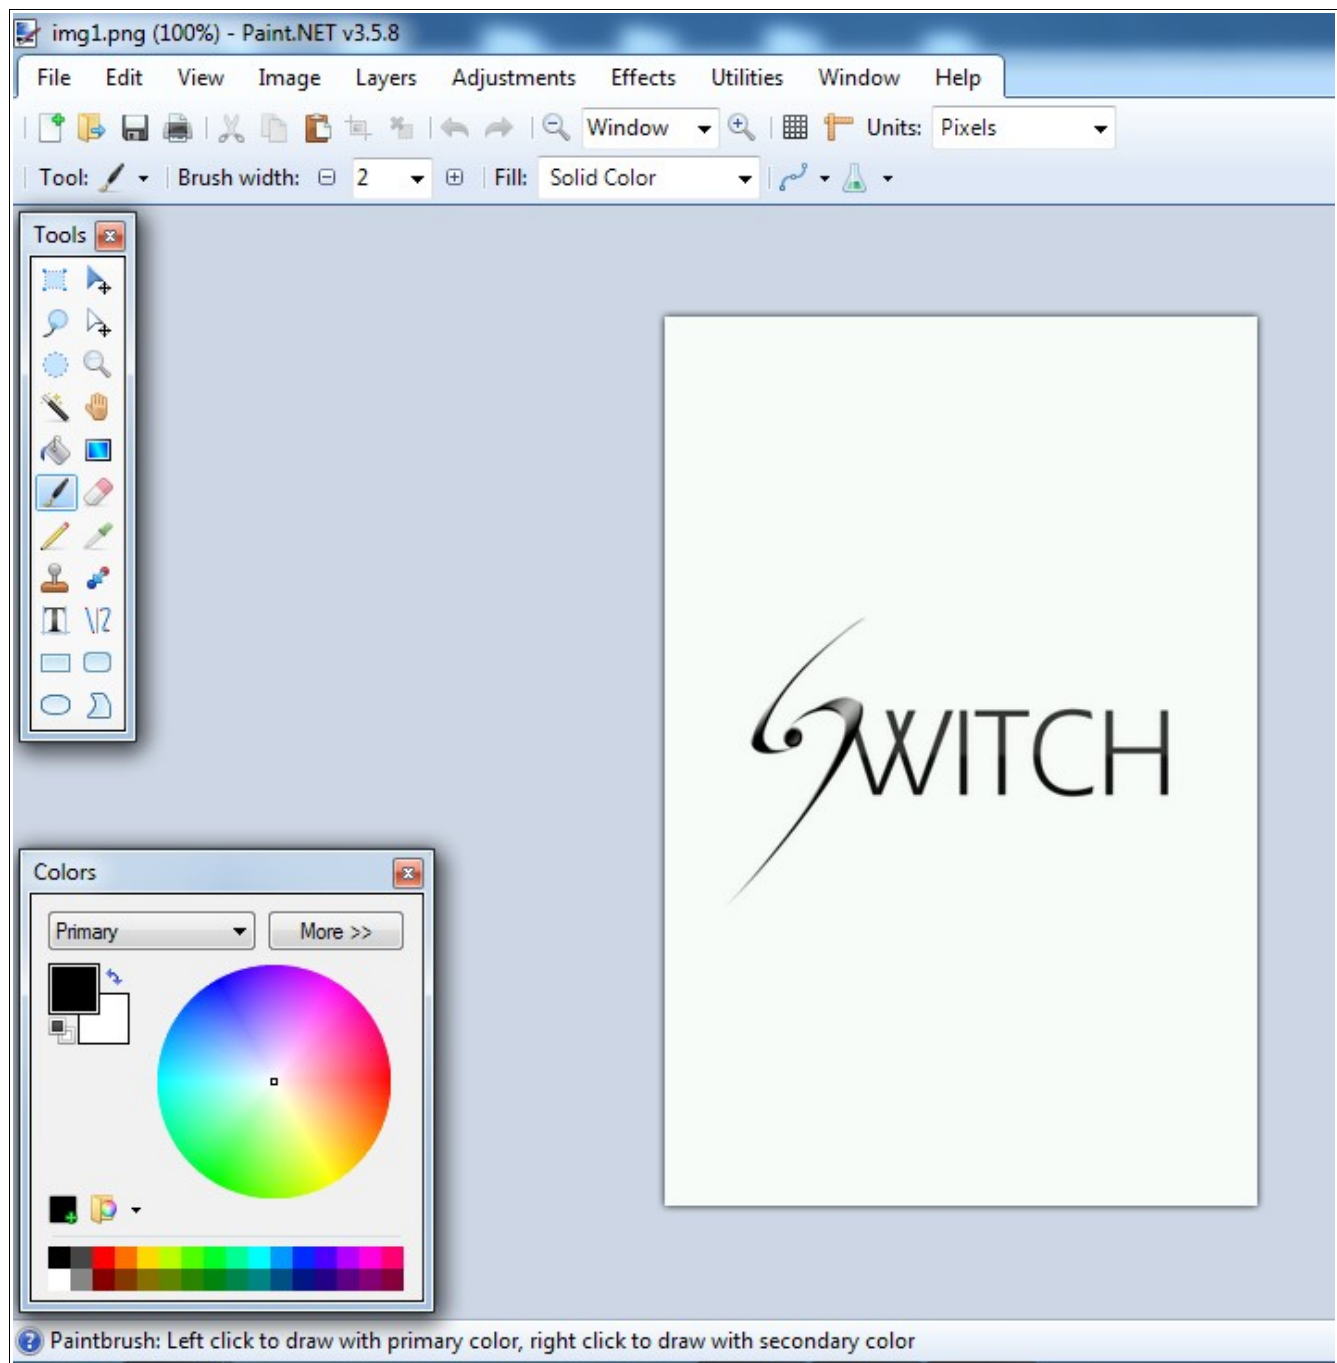 img1.png (100%) - Paint.NET v3.5.8
File Edit View Image Layers Adjustments Effects Utilities Window Help
Window Units: Pixels
Tool: Brush width: 2 Fill: Solid Color
Tools
SWITCH
Colors
Primary More >>
Paintbrush: Left click to draw with primary color, right click to draw with secondary color